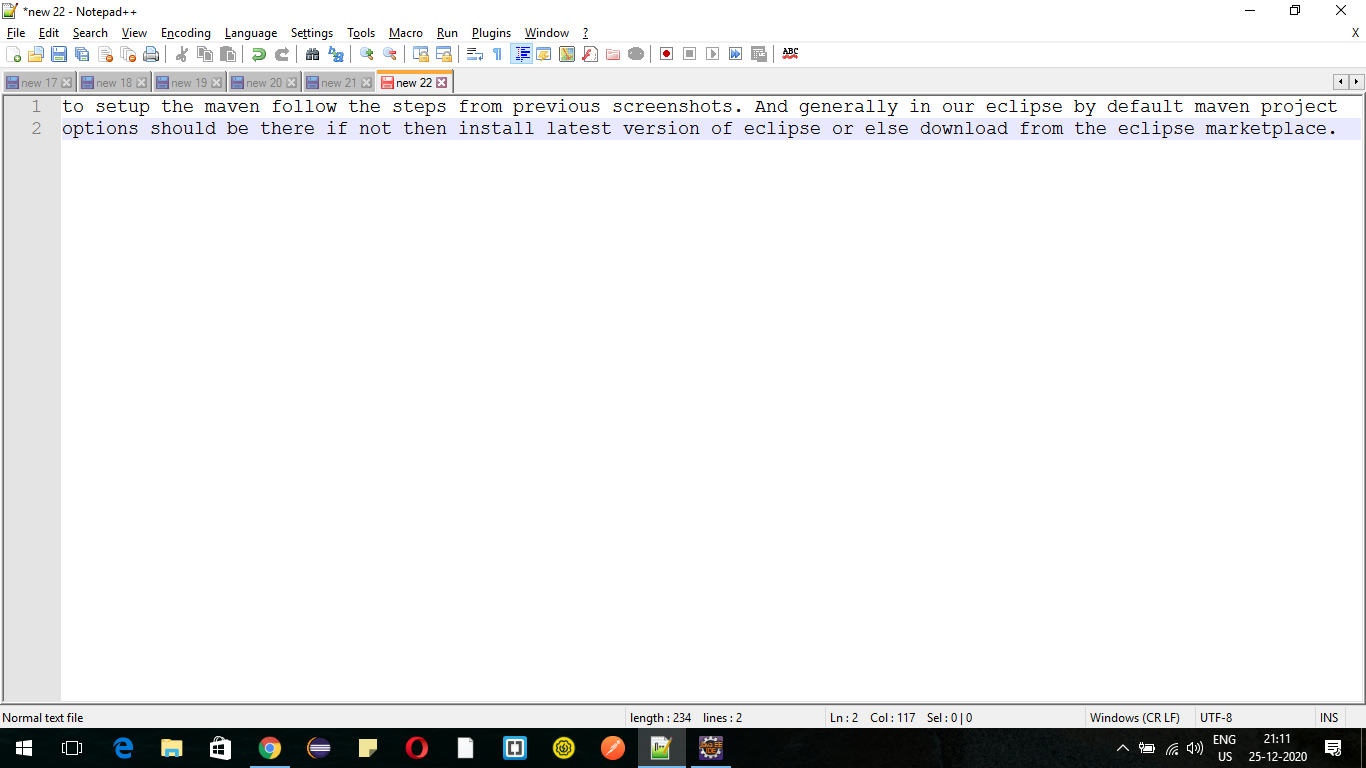 *new 22 - Notepad++
File Edit Search View Encoding Language Settings Tools Macro Run Plugins Window ? X
ABC
new 17 new 18 new 19 new 20 new 21 new 22
1 to setup the maven follow the steps from previous screenshots. And generally in our eclipse by default maven project
2 options should be there if not then install latest version of eclipse or else download from the eclipse marketplace.
Normal text file length : 234 lines : 2 Ln : 2 Col : 117 Sel : 0 | 0 Windows (CR LF) UTF-8 INS
ENG 21:11
US 25-12-2020